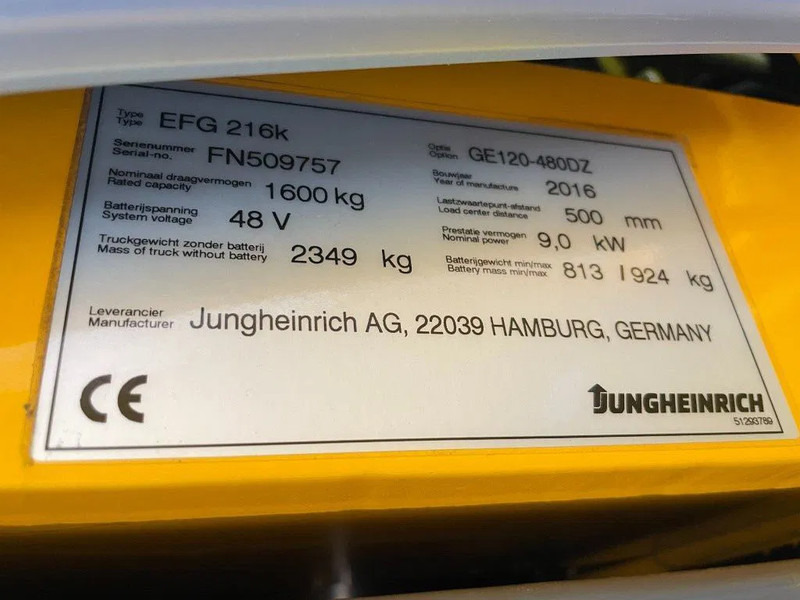 Type EFG 216k
Type
Optie GE120-480DZ
Option
Serienummer FN509757
Serial-no.
Bouwjaar 2016
Year of manufacture
Nominaal draagvermogen 1600 kg
Rated capacity
Lastzwaartepunt-afstand 500 mm
Load center distance
Batterijspanning 48 V
System voltage
Prestatie vermogen 9,0 kW
Nominal power
Truckgewicht zonder batterij 2349 kg
Mass of truck without battery
Batterijgewicht min/max 813 / 924 kg
Battery mass min/max
Leverancier Jungheinrich AG, 22039 HAMBURG, GERMANY
Manufacturer
CE
JUNGHEINRICH
51293789